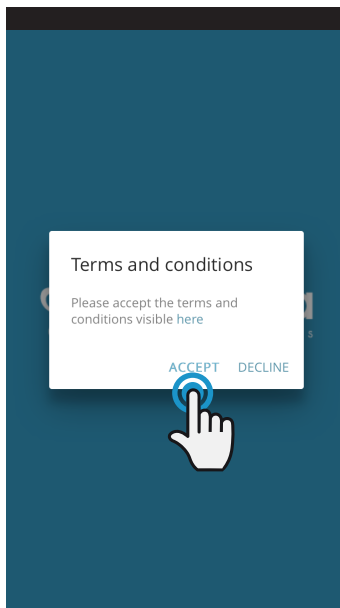 Terms and conditions
Please accept the terms and
conditions visible here
ACCEPT DECLINE